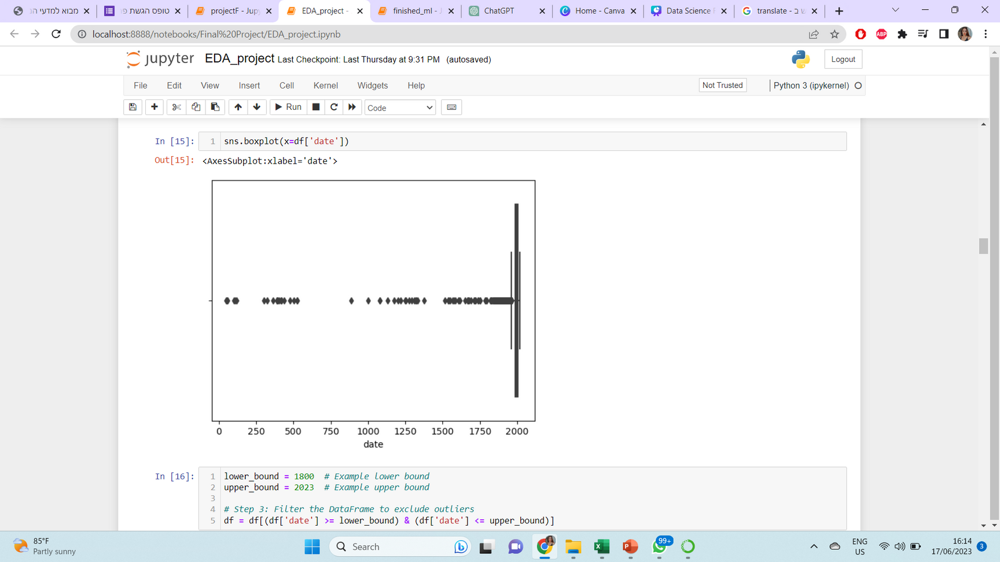 מבוא למדעי הנ
טופס הגשת פו
projectF - Jupy
EDA_project -
finished_ml - J
ChatGPT
Home - Canva
Data Science P
translate - ש ב
localhost:8888/notebooks/Final%20Project/EDA_project.ipynb
ABP
jupyter EDA_project Last Checkpoint: Last Thursday at 9:31 PM (autosaved)
Logout
File Edit View Insert Cell Kernel Widgets Help
Not Trusted
Python 3 (ipykernel)
Run
Code
In [15]: 1 sns.boxplot(x=df['date'])
Out[15]: <AxesSubplot:xlabel='date'>
0 250 500 750 1000 1250 1500 1750 2000
date
In [16]: 1 lower_bound = 1800 # Example lower bound
2 upper_bound = 2023 # Example upper bound
3
4 # Step 3: Filter the DataFrame to exclude outliers
5 df = df[(df['date'] >= lower_bound) & (df['date'] <= upper_bound)]
85°F
Partly sunny
Search
99+
ENG
US
16:14
17/06/2023
3